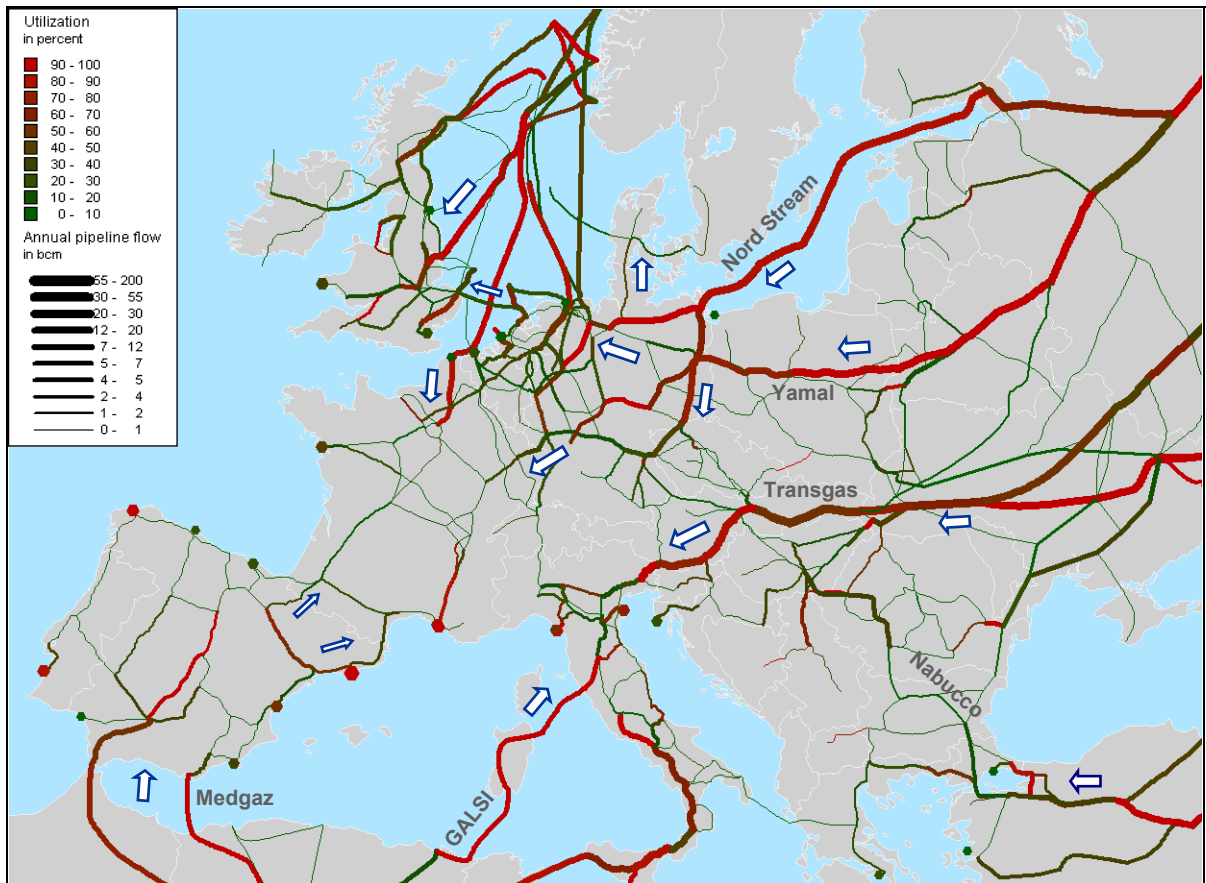 Utilization
in percent
90 - 100
80 - 90
70 - 80
60 - 70
50 - 60
40 - 50
30 - 40
20 - 30
10 - 20
0 - 10
Annual pipeline flow
in bcm
55 - 200
30 - 55
20 - 30
12 - 20
7 - 12
5 - 7
4 - 5
2 - 4
1 - 2
0 - 1
Nord Stream
Yamal
Transgas
Nabucco
Medgaz
GALSI